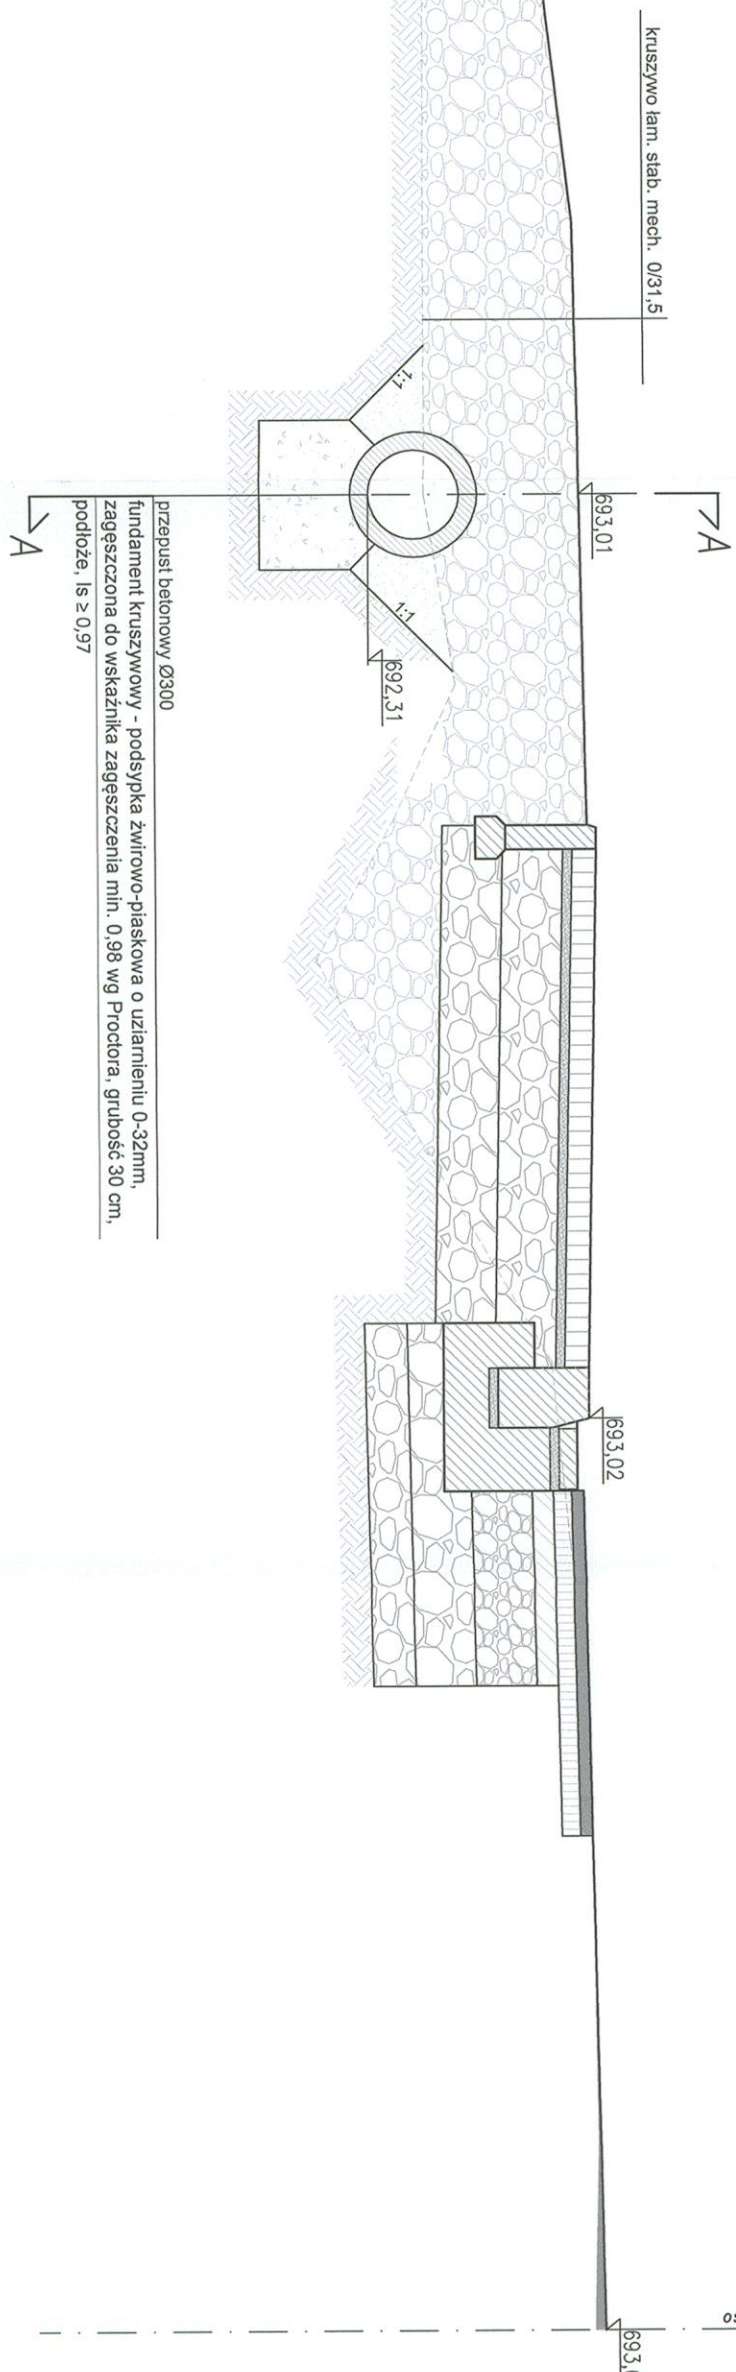 kruszywo łam. stab. mech. 0/31,5
A
693,01
1:1
1:1
692,31
A
przepust betonowy Ø300
fundament kruszywowy - podsypka żwirowo-piaskowa o uziarnieniu 0-32mm,
zagęszczona do wskaźnika zagęszczenia min. 0,98 wg Proctora, grubość 30 cm,
podłoże, Is ≥ 0,97
693,02